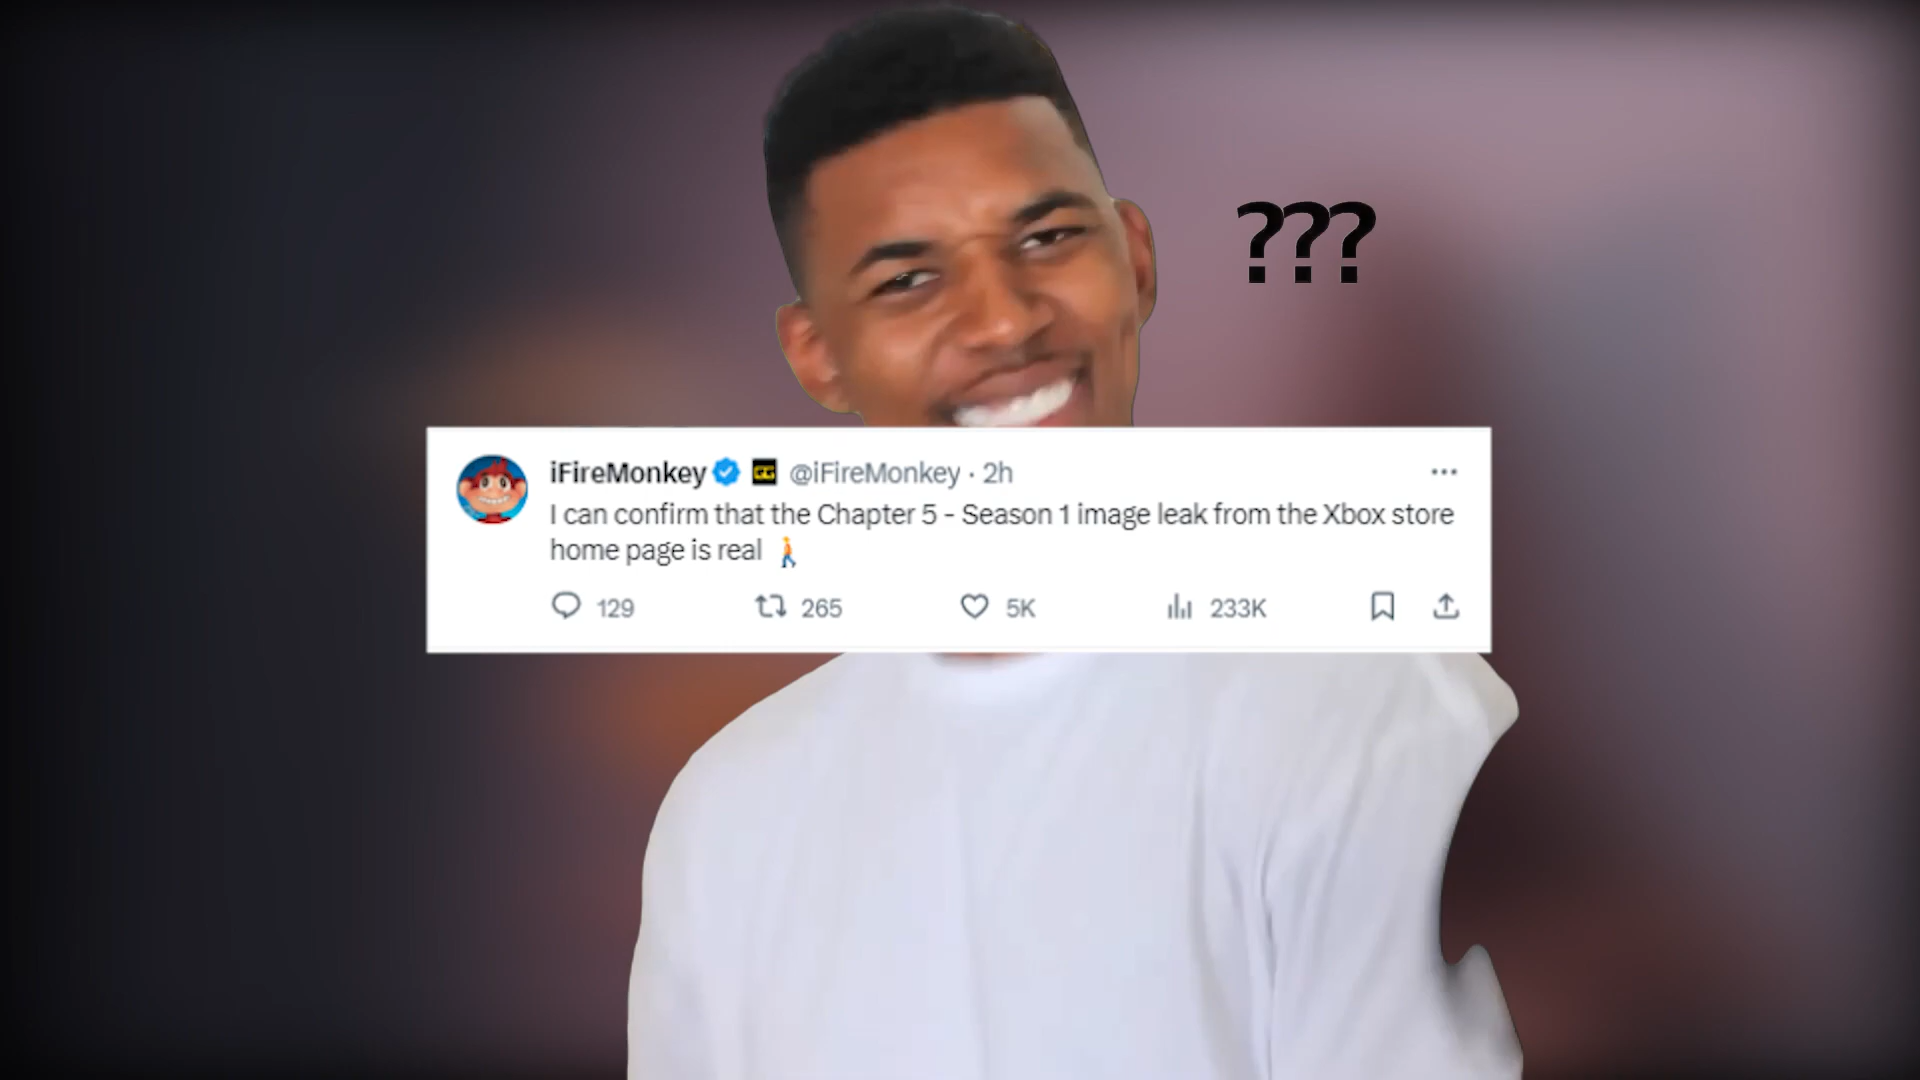 ???
iFireMonkey GG @iFireMonkey · 2h
I can confirm that the Chapter 5 - Season 1 image leak from the Xbox store
home page is real 🚶
129 265 5K 233K